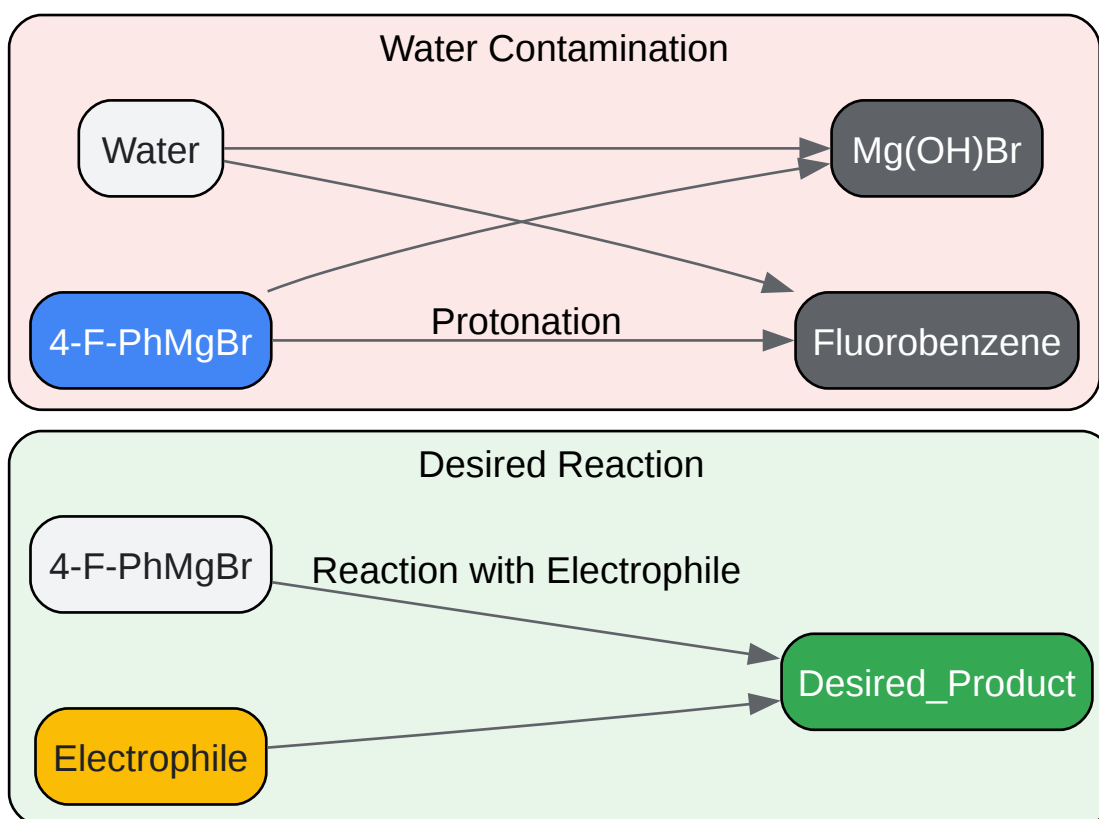 Water Contamination
Water
Mg(OH)Br
4-F-PhMgBr
Protonation
Fluorobenzene
Desired Reaction
4-F-PhMgBr
Reaction with Electrophile
Desired_Product
Electrophile